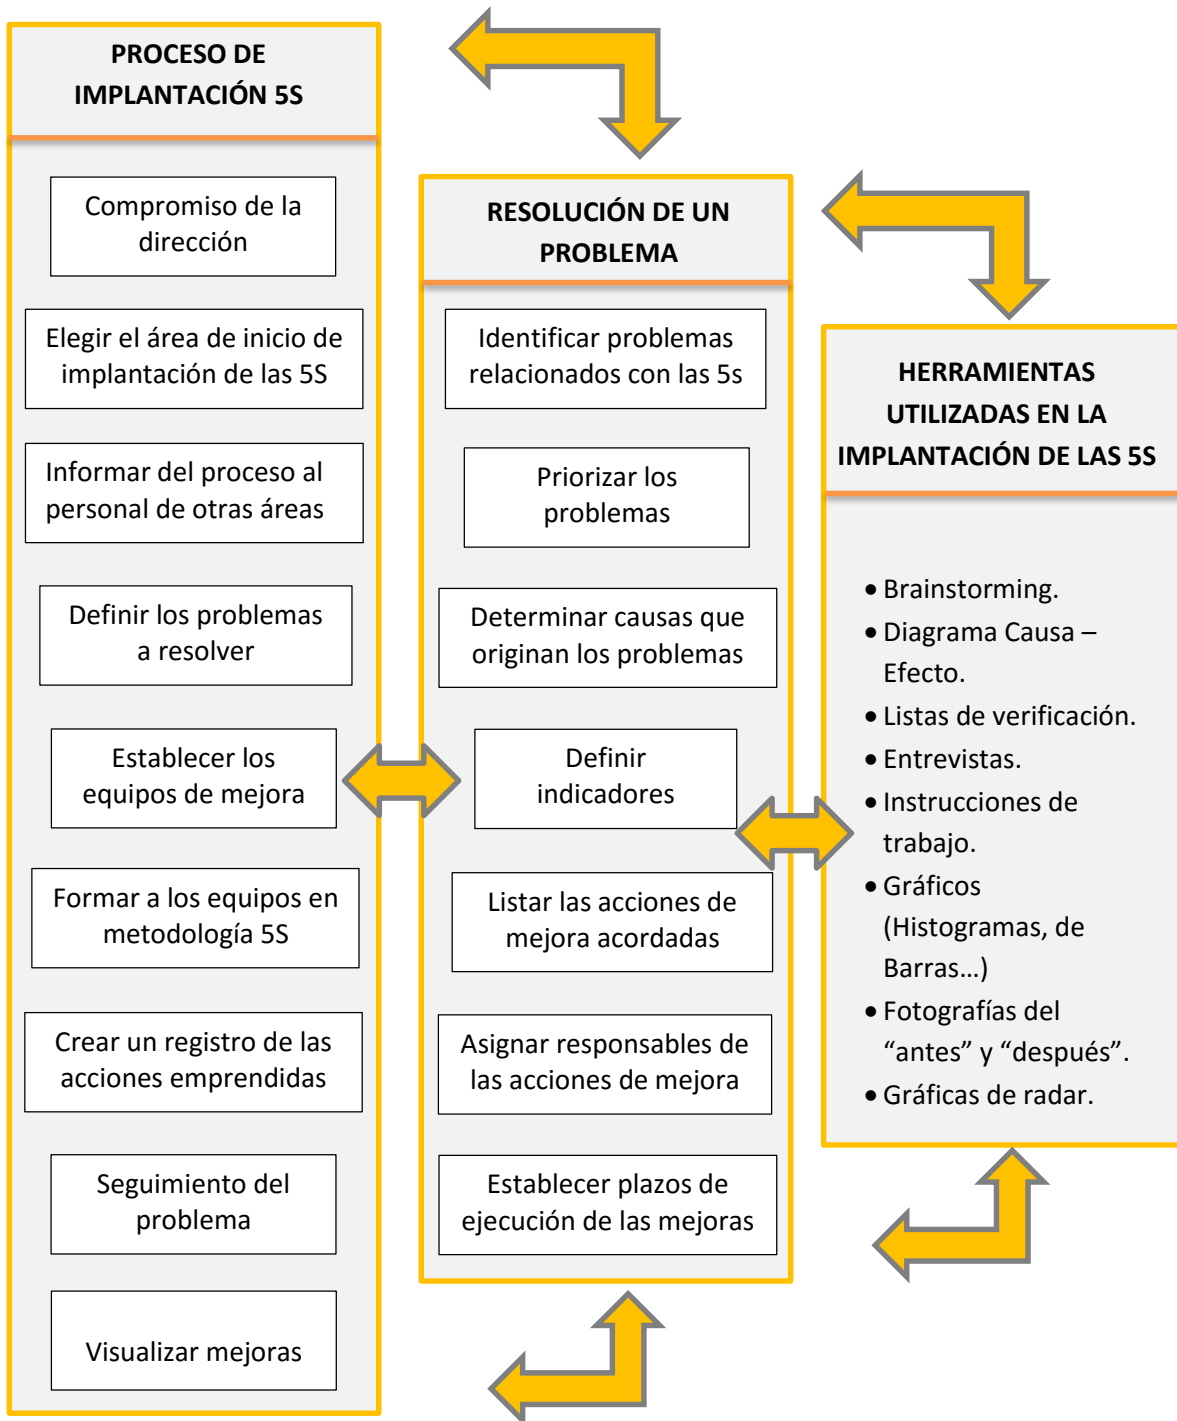 PROCESO DE
IMPLANTACIÓN 5S
Compromiso de la
dirección
Elegir el área de inicio de
implantación de las 5S
Informar del proceso al
personal de otras áreas
Definir los problemas
a resolver
Establecer los
equipos de mejora
Formar a los equipos en
metodología 5S
Crear un registro de las
acciones emprendidas
Seguimiento del
problema
Visualizar mejoras
RESOLUCIÓN DE UN
PROBLEMA
Identificar problemas
relacionados con las 5s
Priorizar los
problemas
Determinar causas que
originan los problemas
Definir
indicadores
Listar las acciones de
mejora acordadas
Asignar responsables de
las acciones de mejora
Establecer plazos de
ejecución de las mejoras
HERRAMIENTAS
UTILIZADAS EN LA
IMPLANTACIÓN DE LAS 5S
• Brainstorming.
• Diagrama Causa –
Efecto.
• Listas de verificación.
• Entrevistas.
• Instrucciones de
trabajo.
• Gráficos
(Histogramas, de
Barras…)
• Fotografías del
“antes” y “después”.
• Gráficas de radar.